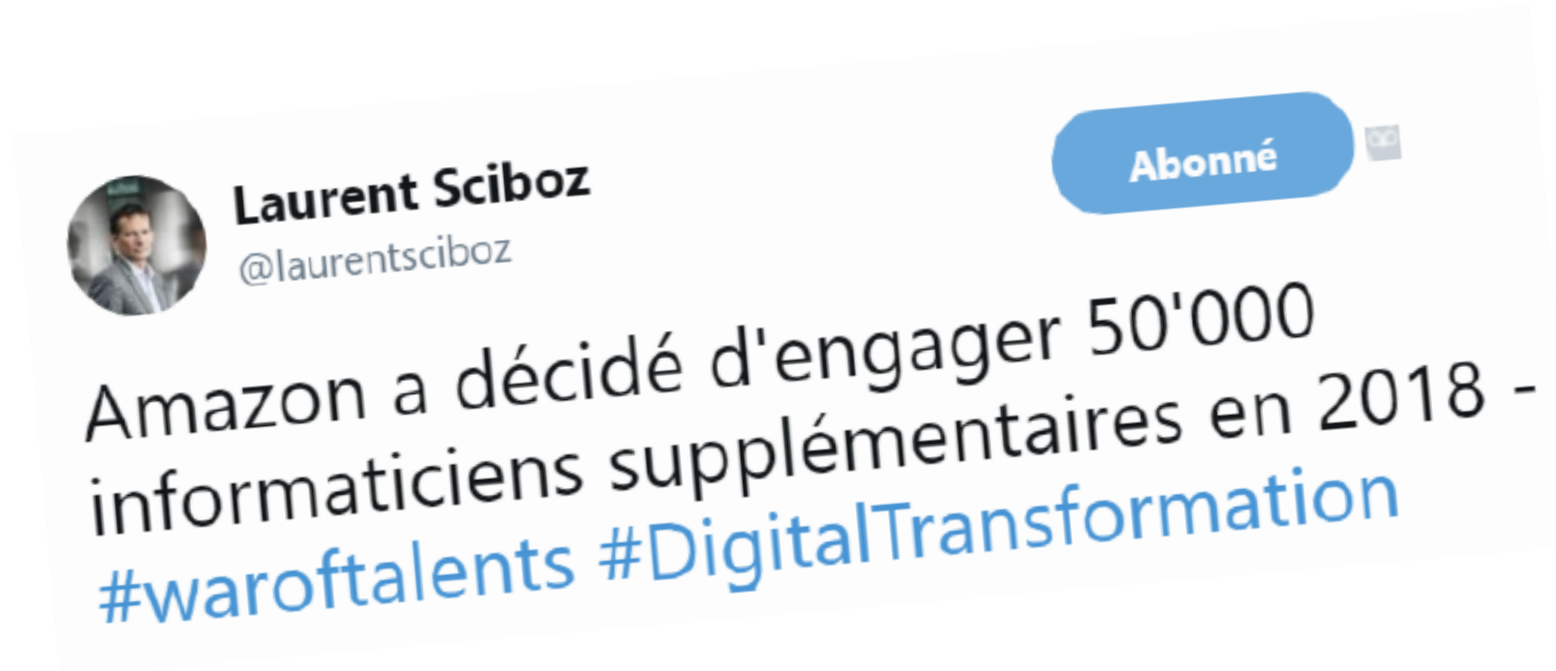 Laurent Sciboz
@laurentsciboz
Abonné
Amazon a décidé d'engager 50'000
informaticiens supplémentaires en 2018 -
#waroftalents #DigitalTransformation